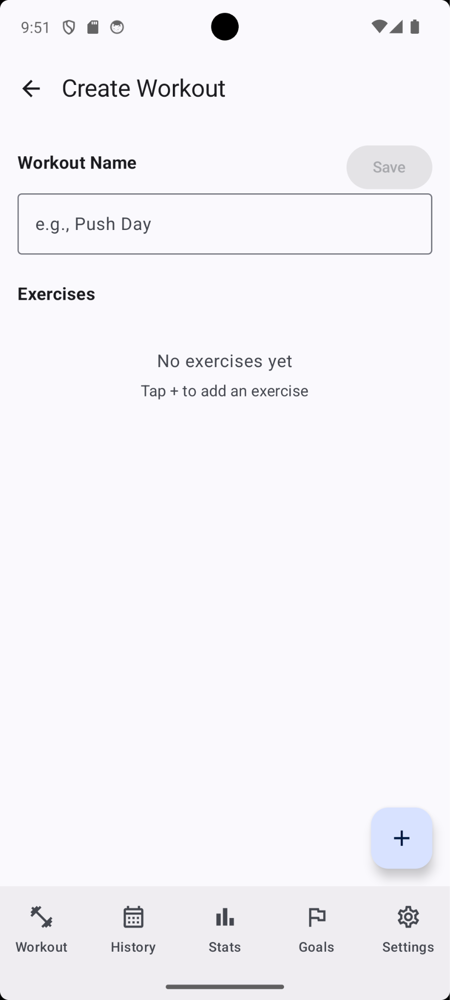 9:51
Create Workout
Workout Name
Save
e.g., Push Day
Exercises
No exercises yet
Tap + to add an exercise
Workout
History
Stats
Goals
Settings